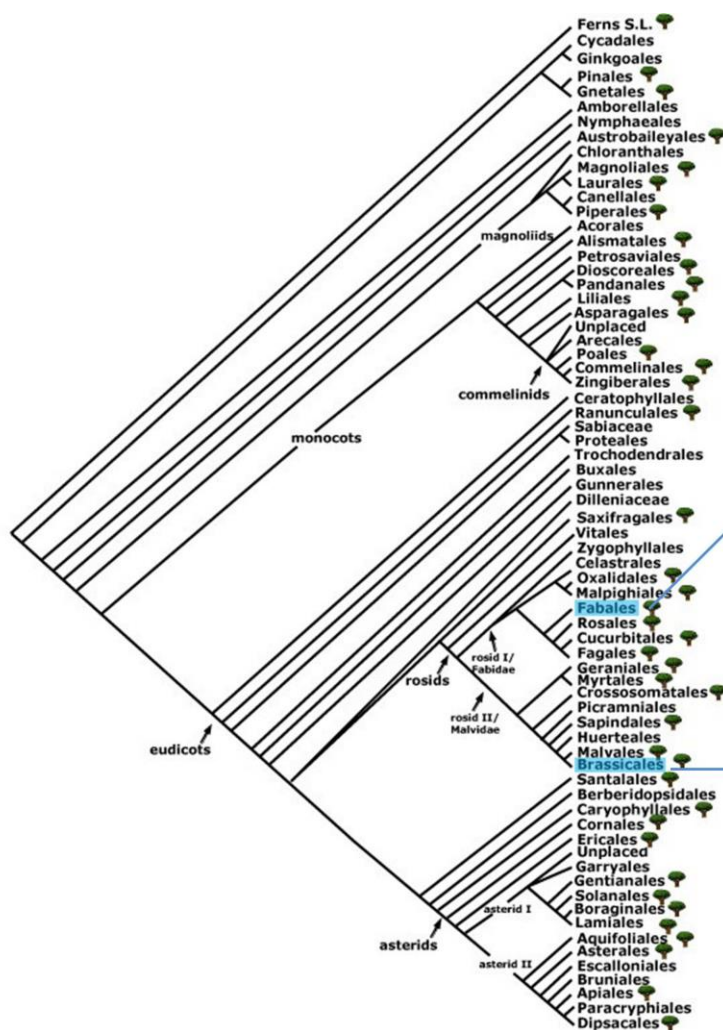 Ferns S.L.
Cycadales
Ginkgoales
Pinales
Gnetales
Amborellales
Nymphaeales
Austrobaileyales
Chloranthales
Magnoliales
Laurales
Canellales
Piperales
magnoliids
Acorales
Alismatales
Petrosaviales
Dioscoreales
Pandanales
Liliales
Asparagales
Unplaced
Arecales
Poales
Commelinales
Zingiberales
commelinids
monocots
Ceratophyllales
Ranunculales
Sabiaceae
Proteales
Trochodendrales
Buxales
Gunnerales
Dilleniaceae
Saxifragales
Vitales
Zygophyllales
Celastrales
Oxalidales
Malpighiales
Fabales
Rosales
Cucurbitales
Fagales
rosid I/
Fabidae
rosids
Geraniales
Myrtales
Crossosomatales
Picramniales
Sapindales
Huerteales
Malvales
Brassicales
rosid II/
Malvidae
eudicots
Santalales
Berberidopsidales
Caryophyllales
Cornales
Ericales
Unplaced
Garryales
Gentianales
Solanales
Boraginales
Lamiales
asterid I
asterids
Aquifoliales
Asterales
Escalloniales
Bruniales
Apiales
Paracryphiales
Dipsacales
asterid II